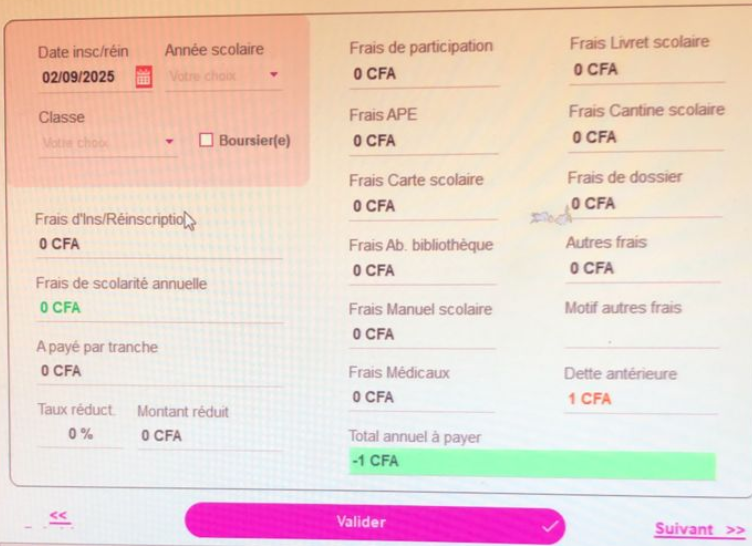 Date insc/réin
Année scolaire
02/09/2025
Votre choix
Classe
Votre choix
Boursier(e)
Frais d'Ins/Réinscriptio
0 CFA
Frais de scolarité annuelle
0 CFA
A payé par tranche
0 CFA
Taux réduct.
Montant réduit
0 %
0 CFA
Frais de participation
0 CFA
Frais APE
0 CFA
Frais Carte scolaire
0 CFA
Frais Ab. bibliothèque
0 CFA
Frais Manuel scolaire
0 CFA
Frais Médicaux
0 CFA
Frais Livret scolaire
0 CFA
Frais Cantine scolaire
0 CFA
Frais de dossier
0 CFA
Autres frais
0 CFA
Motif autres frais
Dette antérieure
1 CFA
Total annuel à payer
-1 CFA
<<
Valider
Suivant >>